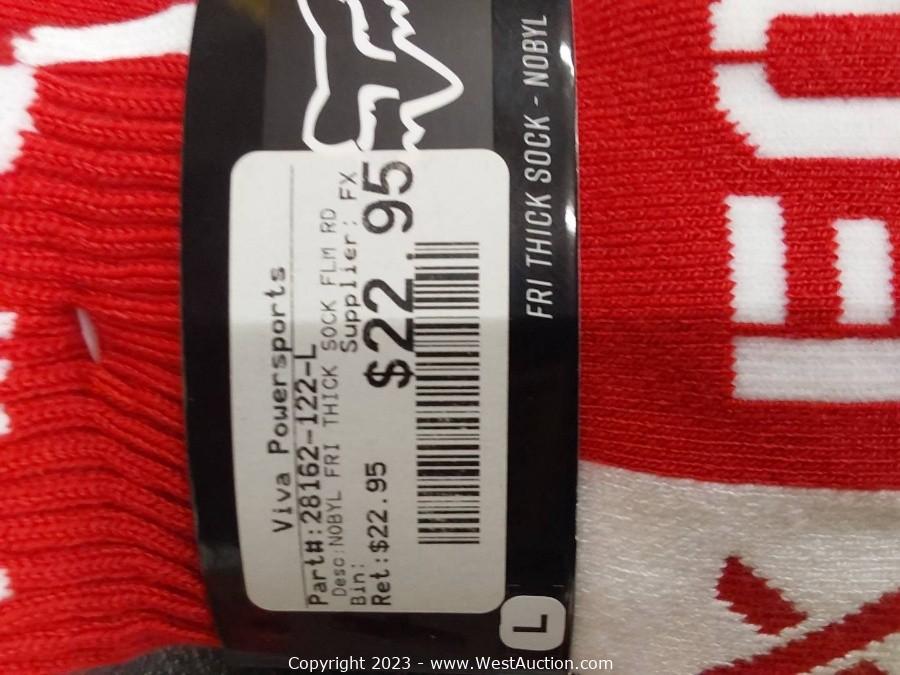 Viva Powersports
Part#:28162-122-L
Desc:NOBYL FRI THICK SOCK FLM RD
Bin: Supplier: FX
Ret:$22.95 $22 95
FRI THICK SOCK - NOBYL
L
Copyright 2023 - www.WestAuction.com